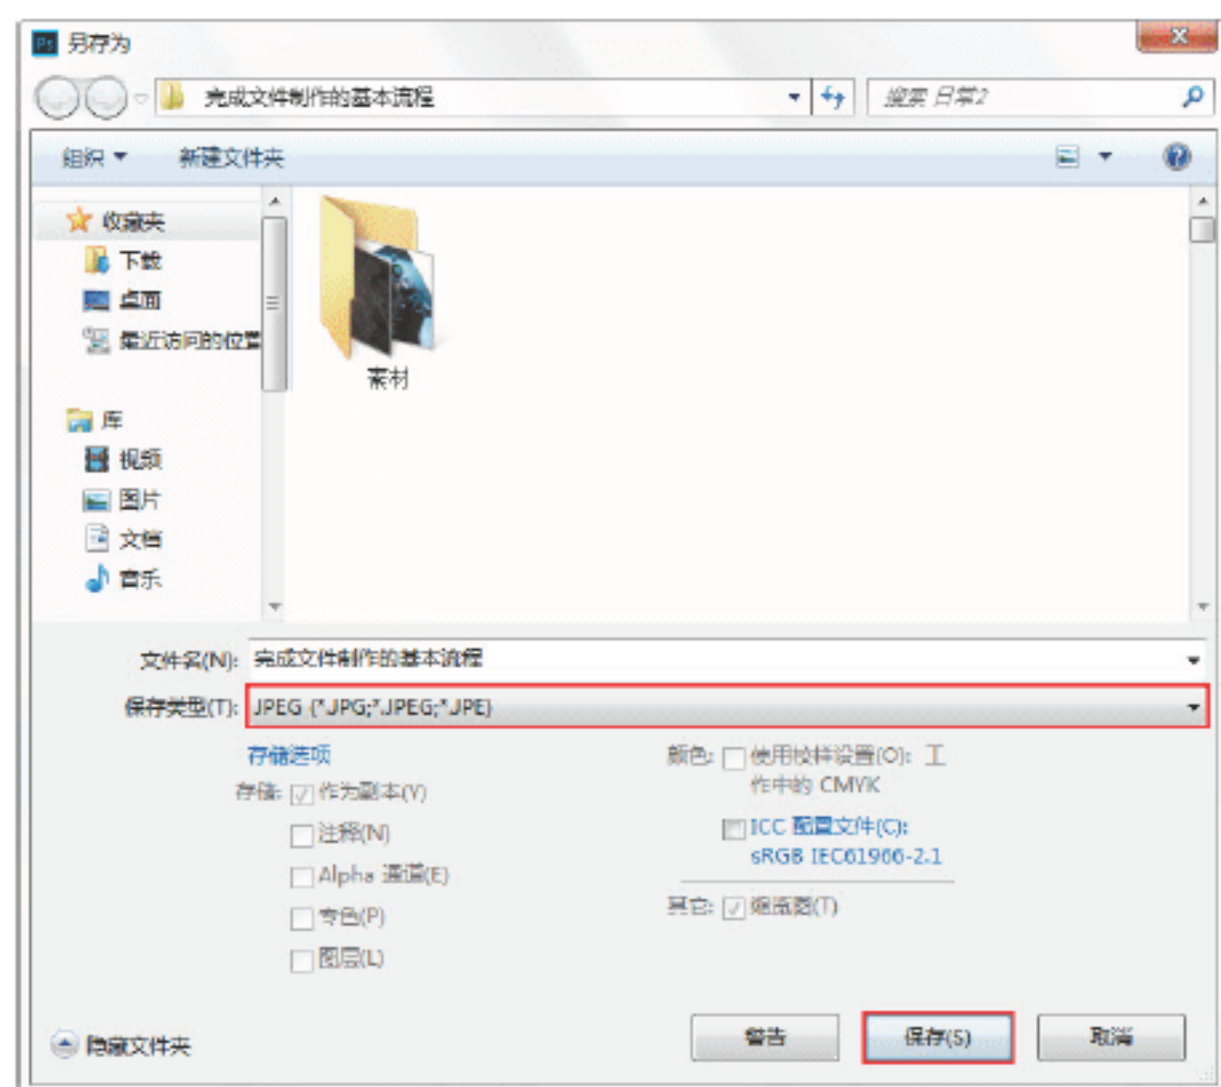 Ps 另存为
完成文件制作的基本流程
搜索 日常2
组织
新建文件夹
收藏夹
下载
桌面
最近访问的位置
库
视频
图片
文档
音乐
素材
文件名(N): 完成文件制作的基本流程
保存类型(T): JPEG (*.JPG;*.JPEG;*.JPE)
存储选项
存储: 作为副本(Y)
注释(N)
Alpha 通道(E)
专色(P)
图层(L)
颜色: 使用校样设置(O): 工
作中的 CMYK
ICC 配置文件(C):
sRGB IEC61966-2.1
其它: 缩览图(T)
隐藏文件夹
警告
保存(S)
取消